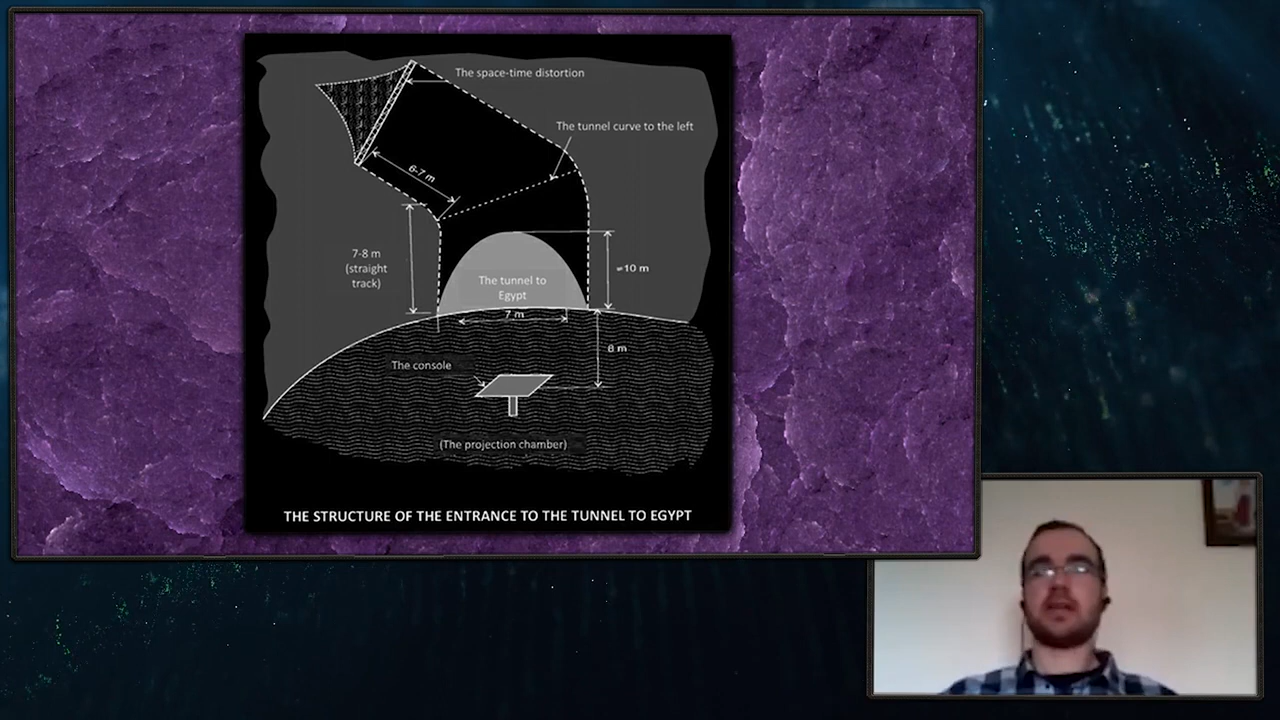 The space-time distortion
The tunnel curve to the left
6-7 m
7-8 m
(straight
track)
≈10 m
The tunnel to
Egypt
7 m
8 m
The console
(The projection chamber)
THE STRUCTURE OF THE ENTRANCE TO THE TUNNEL TO EGYPT